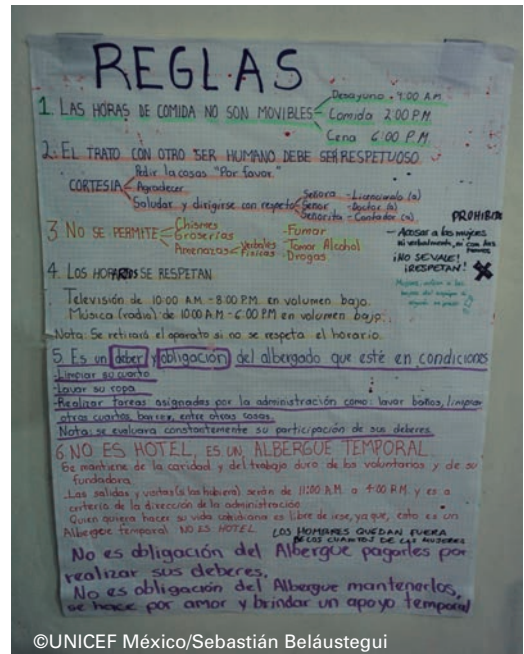 REGLAS
1. LAS HORAS DE COMIDA NO SON MOVIBLES
Desayuno - 9:00 A.M.
Comida 2:00 P.M.
Cena 6:00 P.M.
2. EL TRATO CON OTRO SER HUMANO DEBE SER RESPETUOSO
CORTESIA
Pedir la cosas "Por favor"
Agradecer
Saludar y dirigirse con respeto
Señora - Licenciado (a)
Señor - Doctor (a)
Señorita - Contador (a)
3 NO SE PERMITE
Chismes
Groserias
Amenazas
Verbales
Fisicas
- Fumar
- Tomar Alcohol
- Drogas
PROHIBI
- Acosar a las mujeres
ni verbalmente, ni con las
¡NO SE VALE!
¡RESPETAN!
4. LOS HORARIOS SE RESPETAN
Televisión de 10:00 A.M. - 8:00 P.M. en volumen bajo.
Música (radio) de 10:00 A.M - 6:00 P.M en volumen bajo.
Nota: Se retirará el aparato si no se respeta el horario.
5. Es un deber y obligación del albergado que esté en condiciones
- Limpiar su cuarto
- Lavar su ropa
- Realizar tareas asignadas por la administración como: lavar baños, limpiar
otros cuartos, barrer, entre otras cosas.
Nota: se evaluara constantemente su participación de sus deberes.
6. NO ES HOTEL, ES UN, ALBERGUE TEMPORAL.
Se mantiene de la caridad y del trabajo duro de los voluntarios y de su
fundadora.
Las salidas y visitas (si las hubiera) serán de 11:00 A.M. a 4:00 P.M. y es a
criterio de la dirección de la administración.
Quien quiera hacer su vida cotidiana es libre de irse, ya que, esto es un
Albergue temporal NO ES HOTEL. LOS HOMBRES QUEDAN FUERA
DE LOS CUARTOS DE LAS MUJERES
No es obligación del Albergue pagarles por
realizar sus deberes.
No es obligación del Albergue mantenerlos,
se hace por amor y brindar un apoyo temporal
©UNICEF México/Sebastián Beláustegui